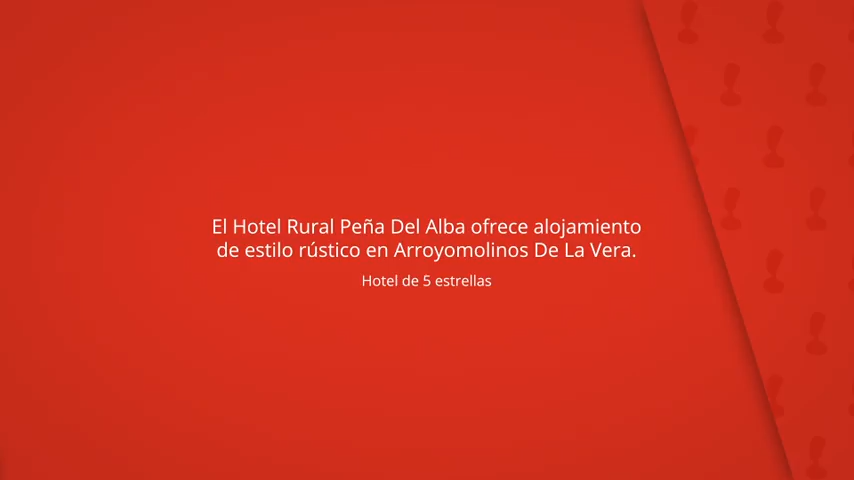 El Hotel Rural Peña Del Alba ofrece alojamiento
de estilo rústico en Arroyomolinos De La Vera.
Hotel de 5 estrellas